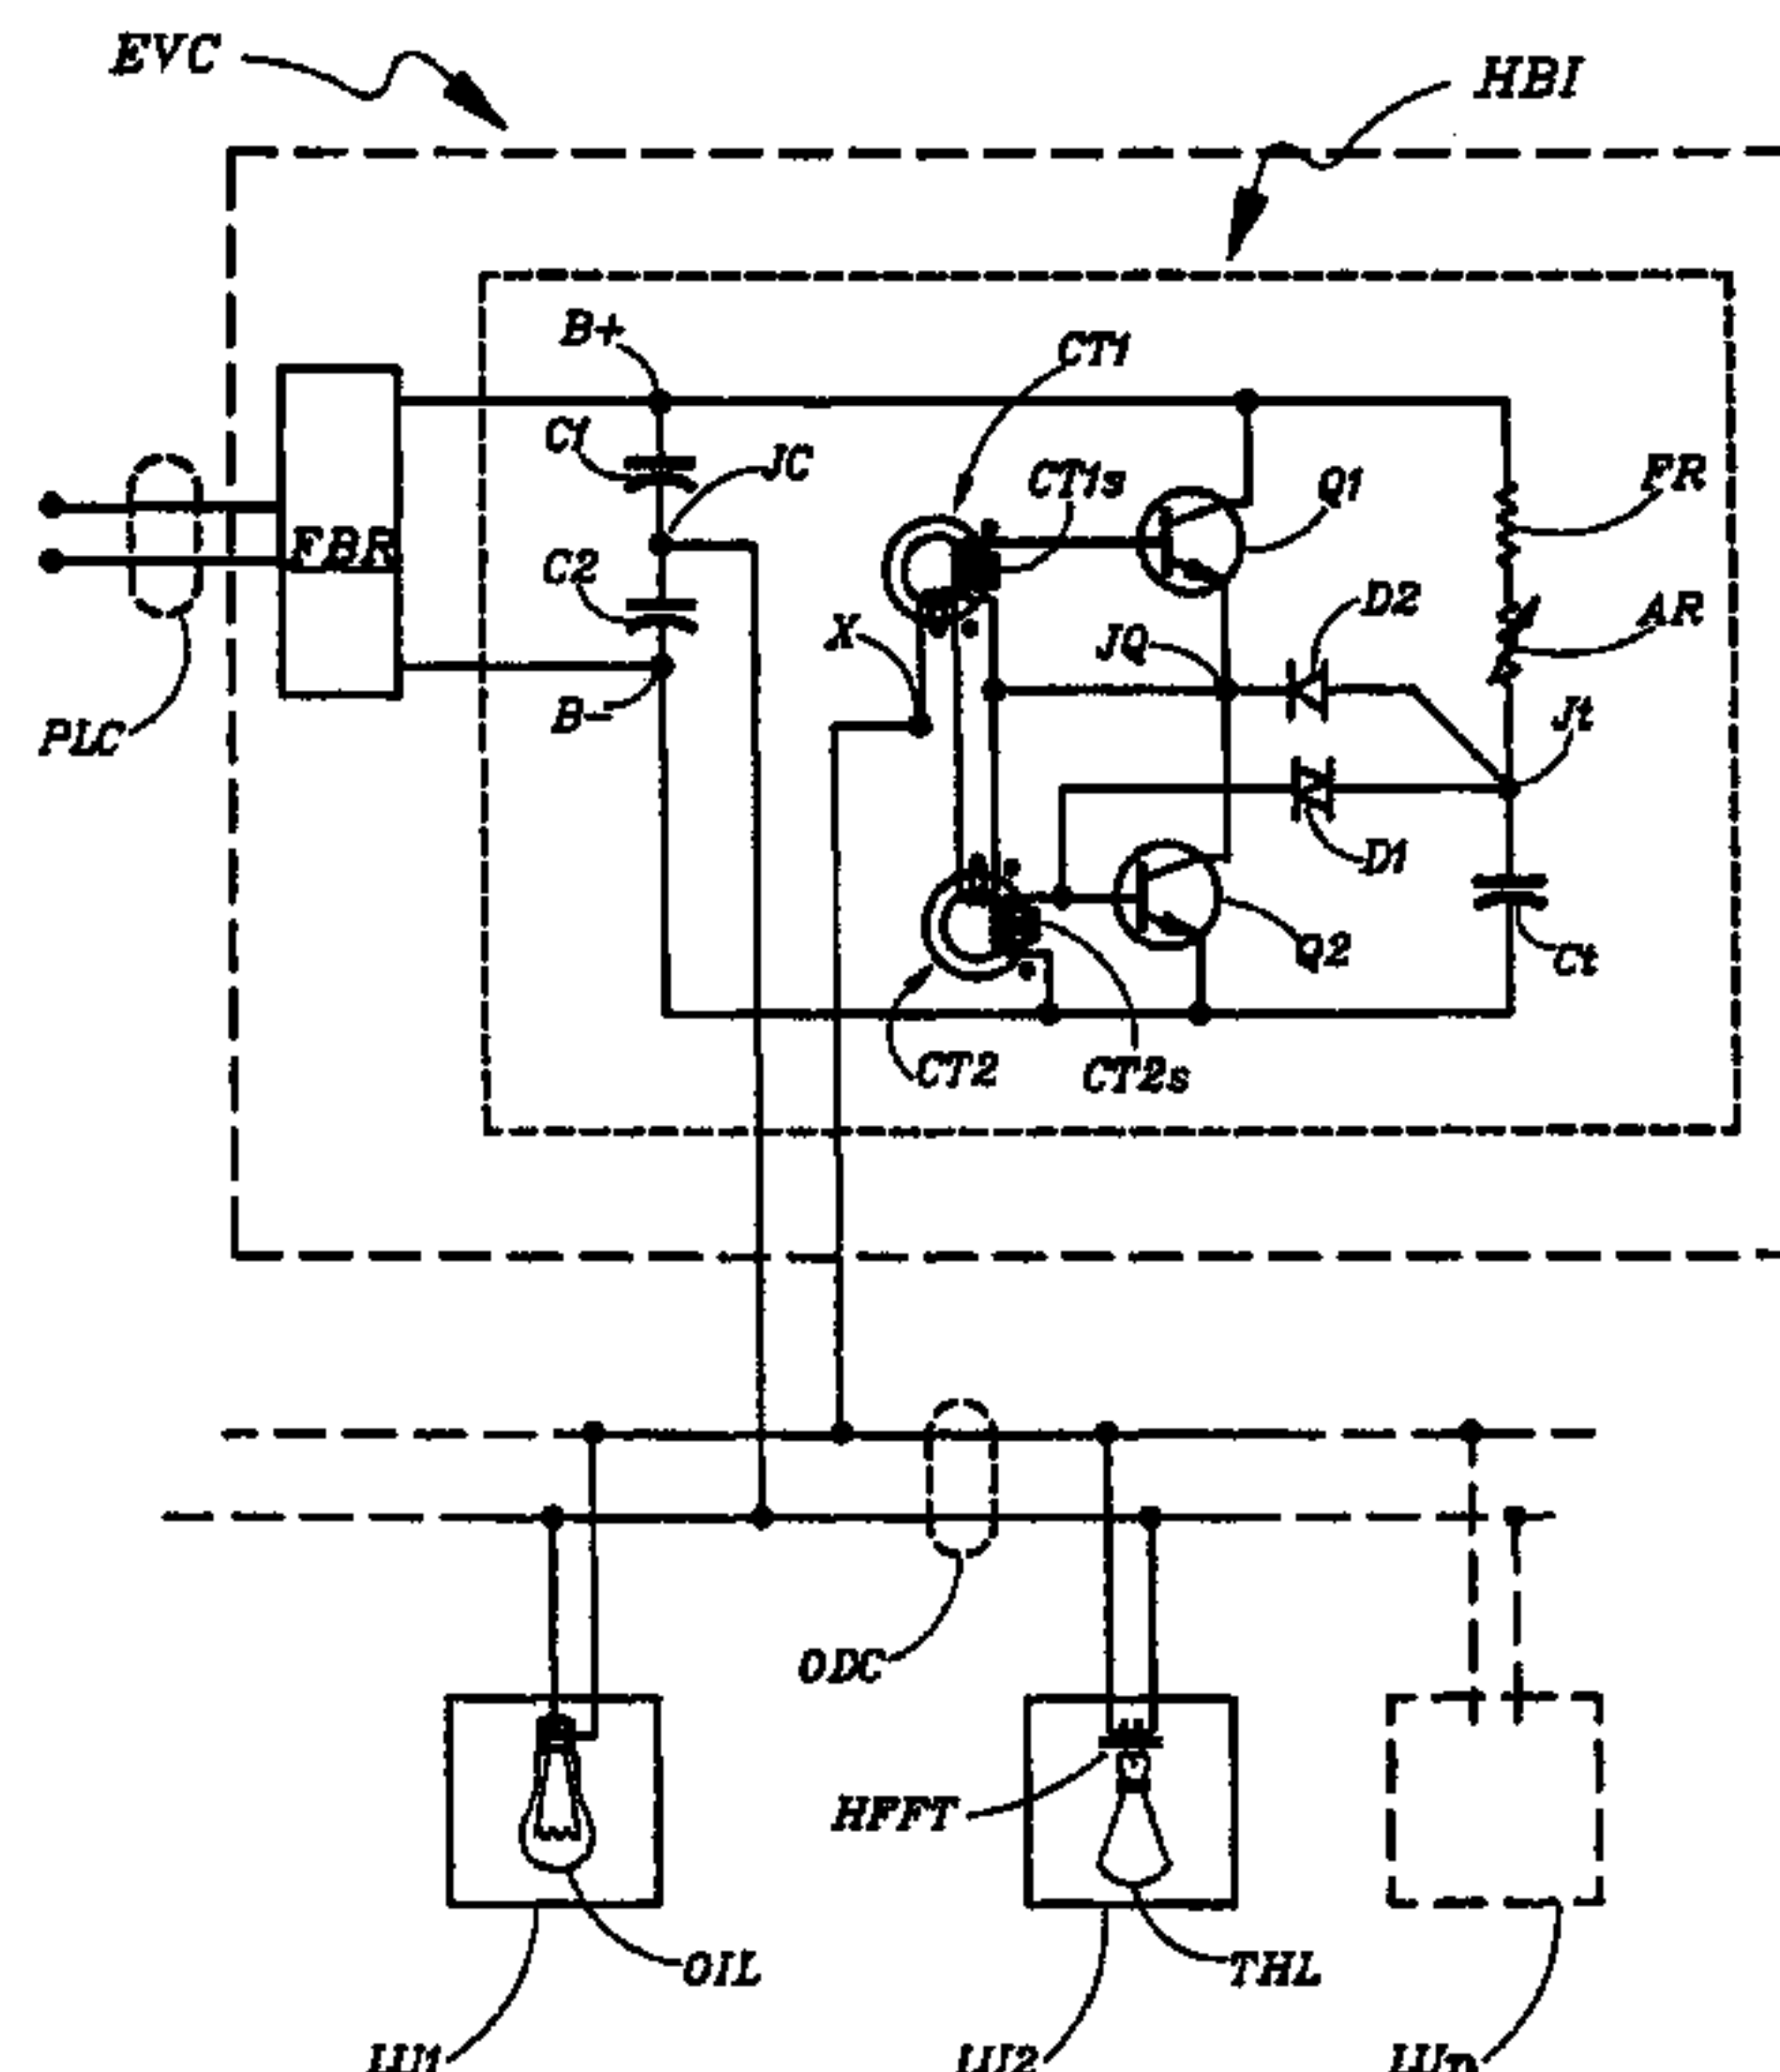 EVC
HBI
B+
CT1
C1
JC
CT1s
Q1
FR
FBR
C2
D2
AR
X
JQ
PLC
B-
Jt
D1
Q2
Ct
CT2
CT2s
ODC
HFFT
OIL
THL